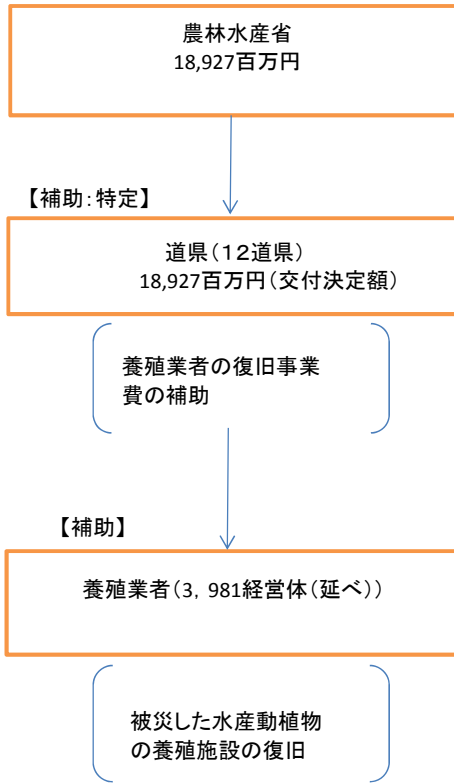 農林水産省
18,927百万円
【補助:特定】
道県(12道県)
18,927百万円(交付決定額)
養殖業者の復旧事業
費の補助
【補助】
養殖業者(3,981経営体(延べ))
被災した水産動植物
の養殖施設の復旧